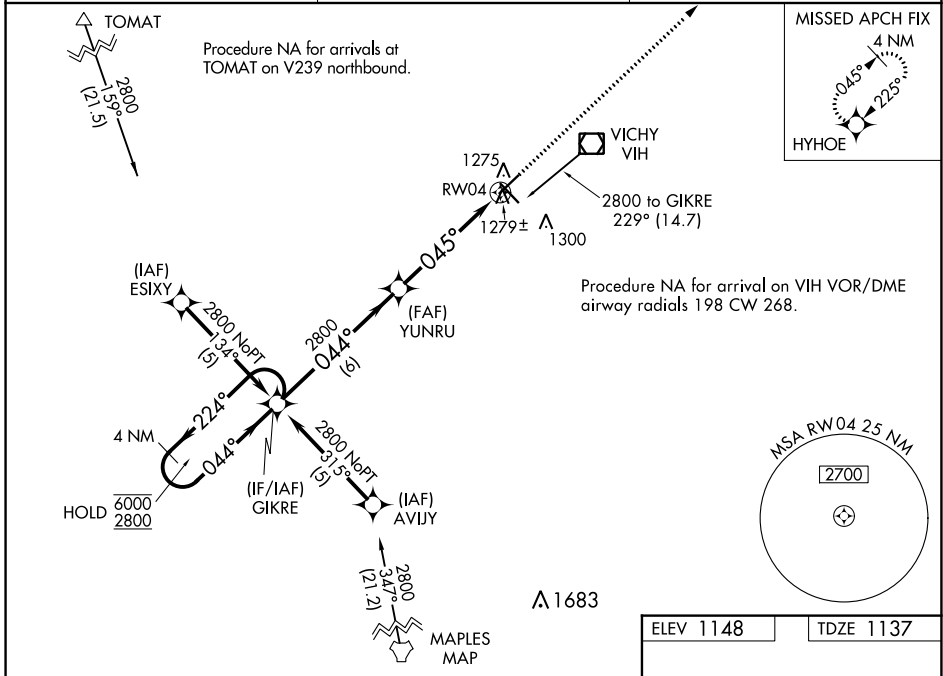 TOMAT
2800
159°
(21.5)
Procedure NA for arrivals at
TOMAT on V239 northbound.
MISSED APCH FIX
4 NM
045°
225°
HYHOE
VICHY
VIH
1275
RW04
1279±
1300
2800 to GIKRE
229° (14.7)
045°
(FAF)
YUNRU
Procedure NA for arrival on VIH VOR/DME
airway radials 198 CW 268.
(IAF)
ESIXY
2800 NoPT
134°
(5)
2800
044°
(6)
224°
044°
4 NM
HOLD
6000
2800
(IF/IAF)
GIKRE
2800 NoPT
315°
(5)
(IAF)
AVIJY
2800
347°
(21.2)
MAPLES
MAP
1683
MSA RW04 25 NM
2700
ELEV 1148
TDZE 1137